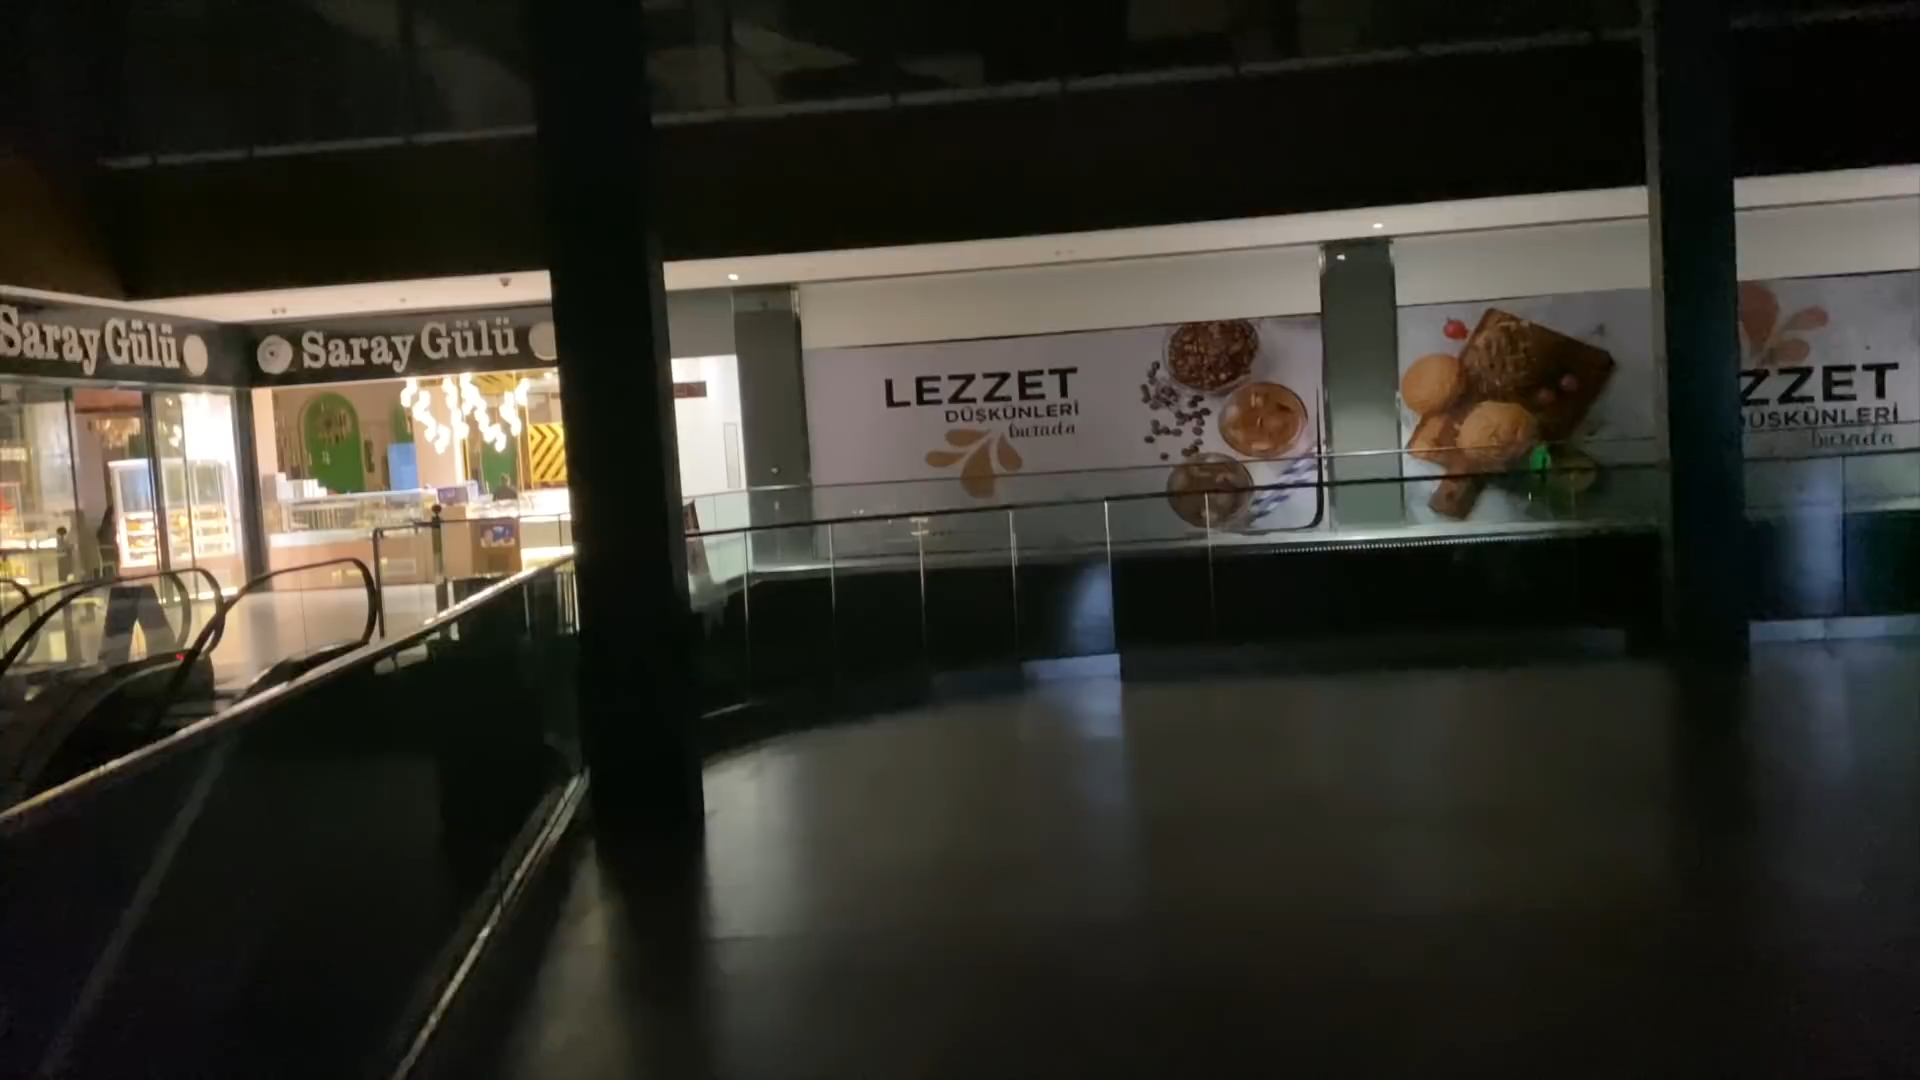 Saray Gülü
Saray Gülü
LEZZET
DÜŞKÜNLERİ
burada
ZZET
DÜŞKÜNLERİ
burada